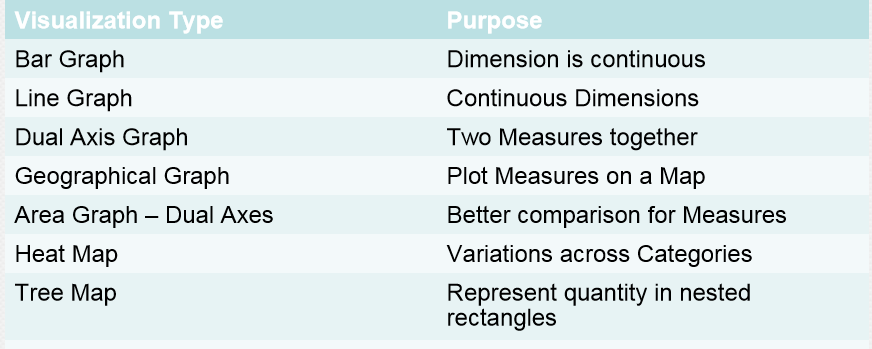 Visualization Type Purpose
Bar Graph Dimension is continuous
Line Graph Continuous Dimensions
Dual Axis Graph Two Measures together
Geographical Graph Plot Measures on a Map
Area Graph – Dual Axes Better comparison for Measures
Heat Map Variations across Categories
Tree Map Represent quantity in nested
rectangles